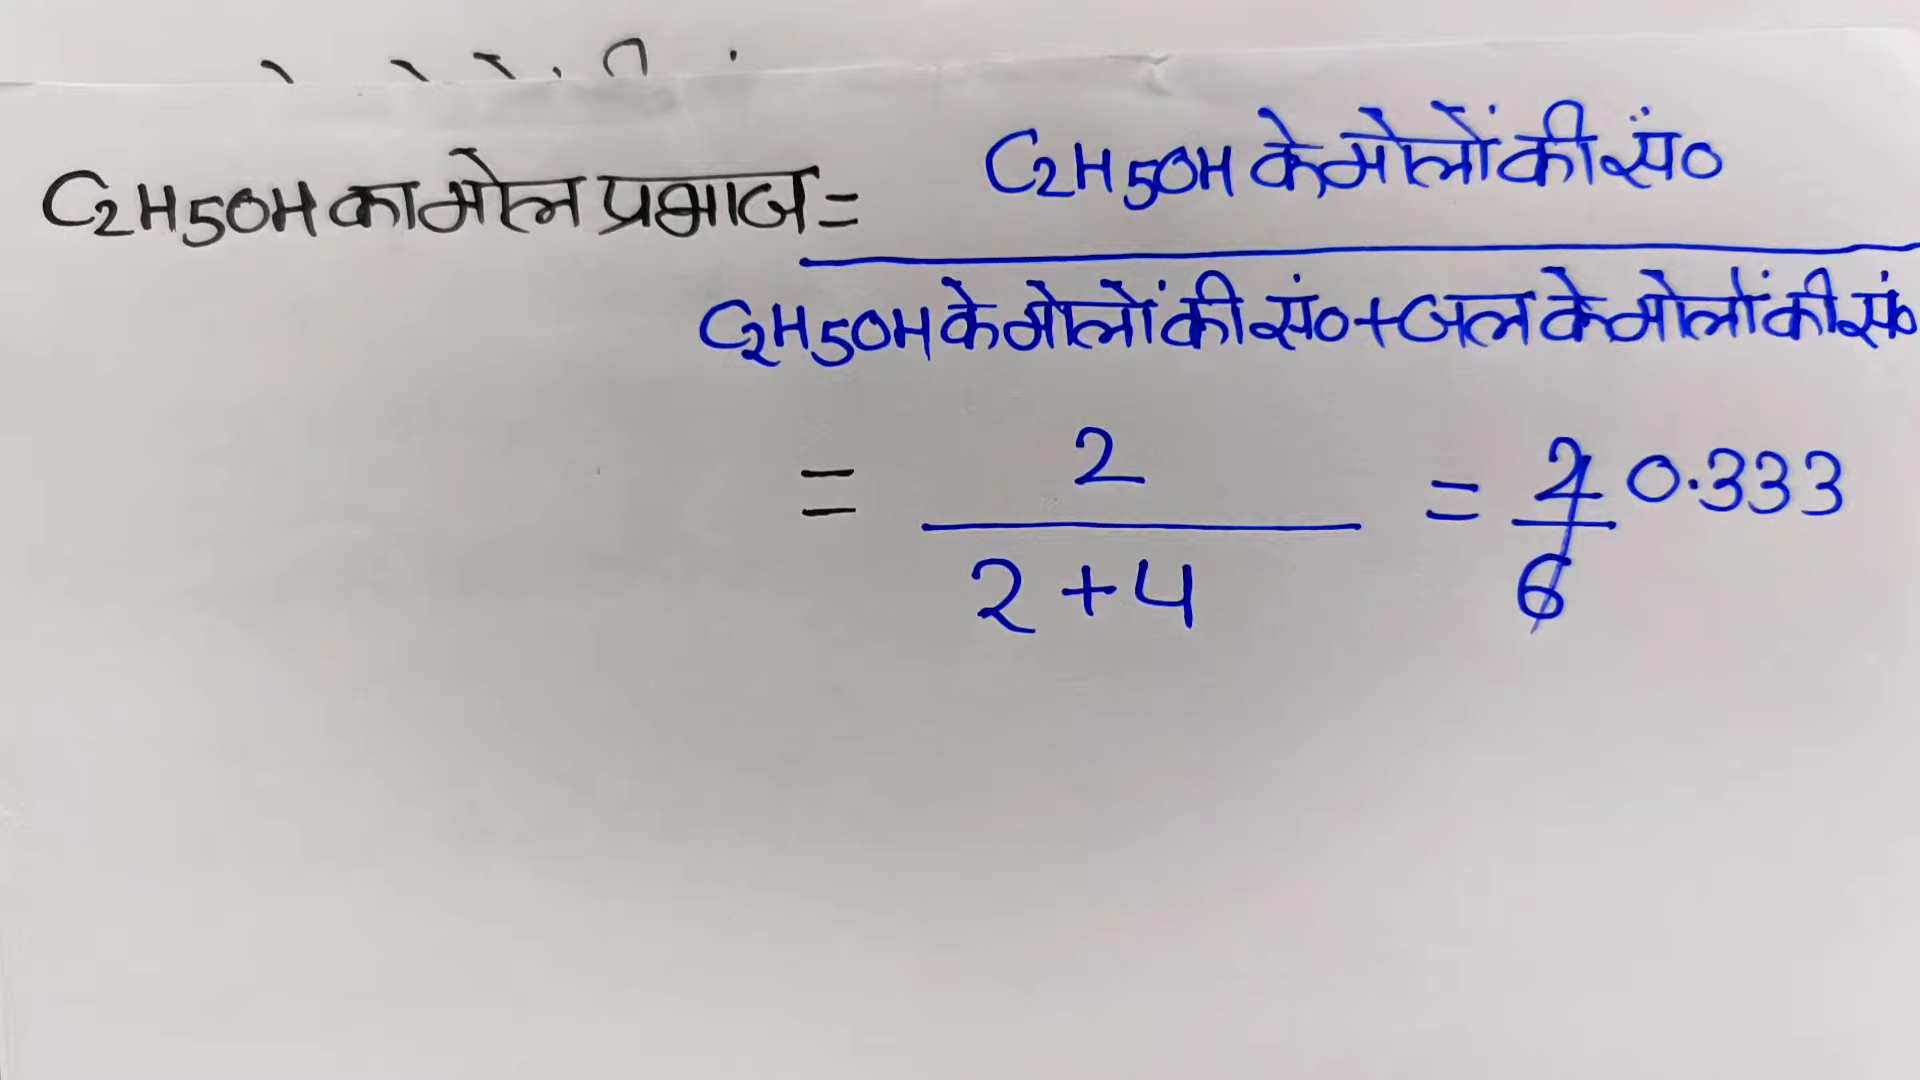 C₂H₅OH के मोलों की सं०
C₂H₅OH का मोल प्रभाज =
C₂H₅OH के मोलों की सं० + जल के मोलों की सं०
= 2 / 2 + 4 = 2 / 6 0.333